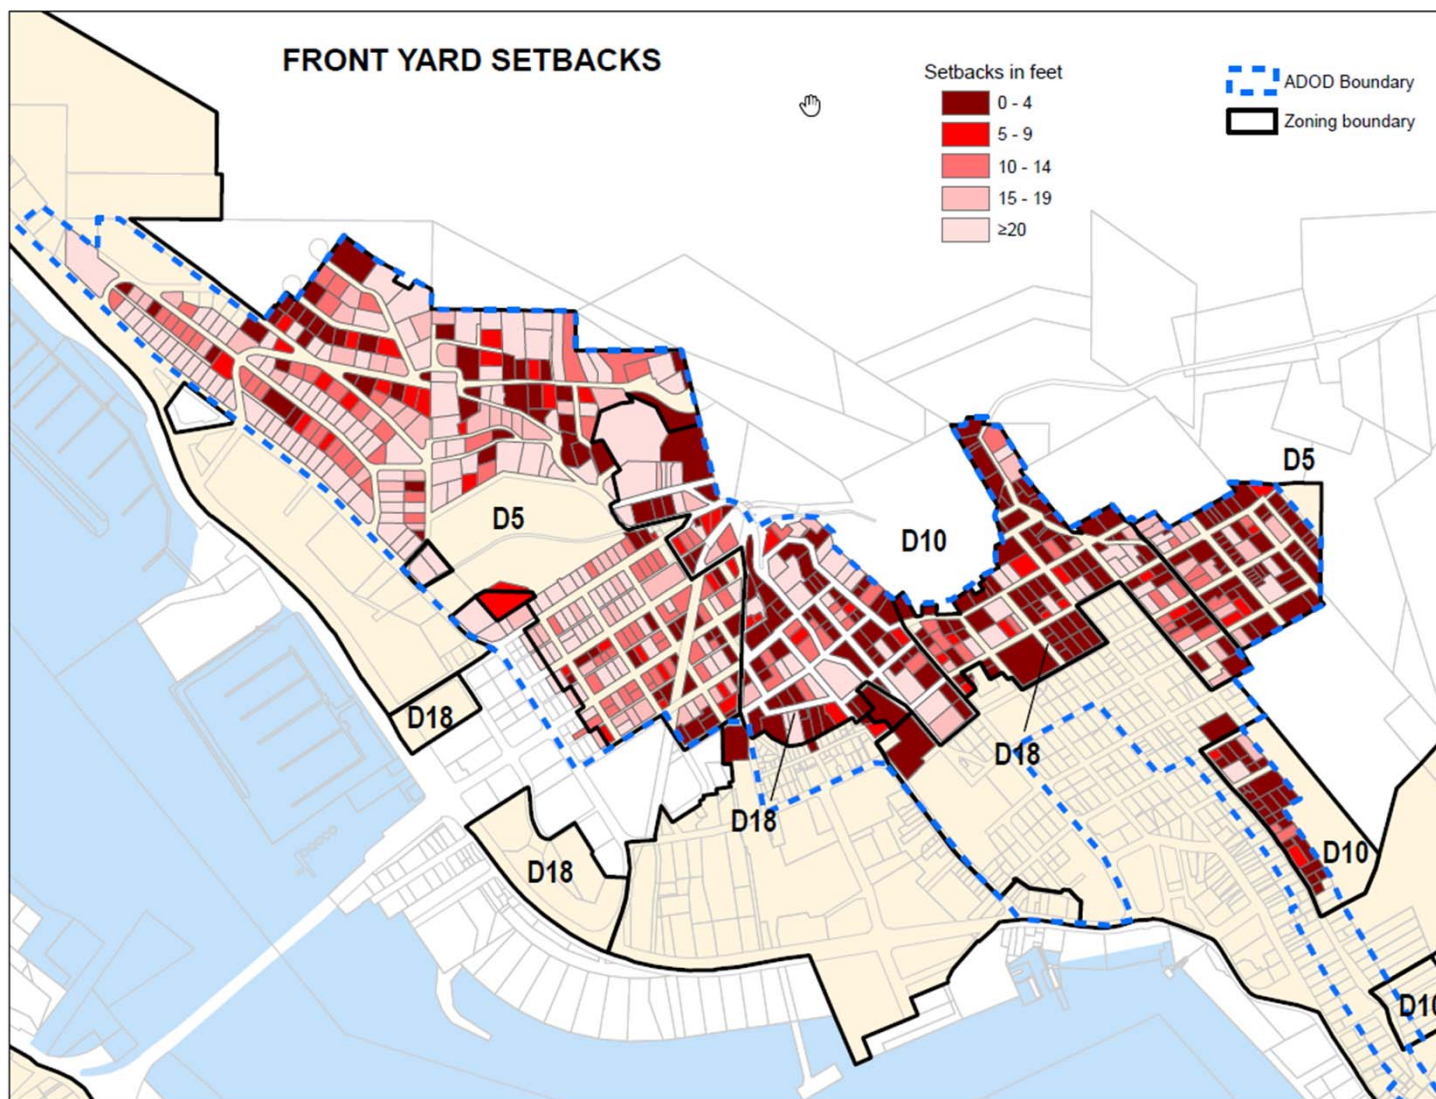 FRONT YARD SETBACKS
Setbacks in feet
0 - 4
5 - 9
10 - 14
15 - 19
≥20
ADOD Boundary
Zoning boundary
D5
D5
D10
D18
D18
D18
D18
D10
D10